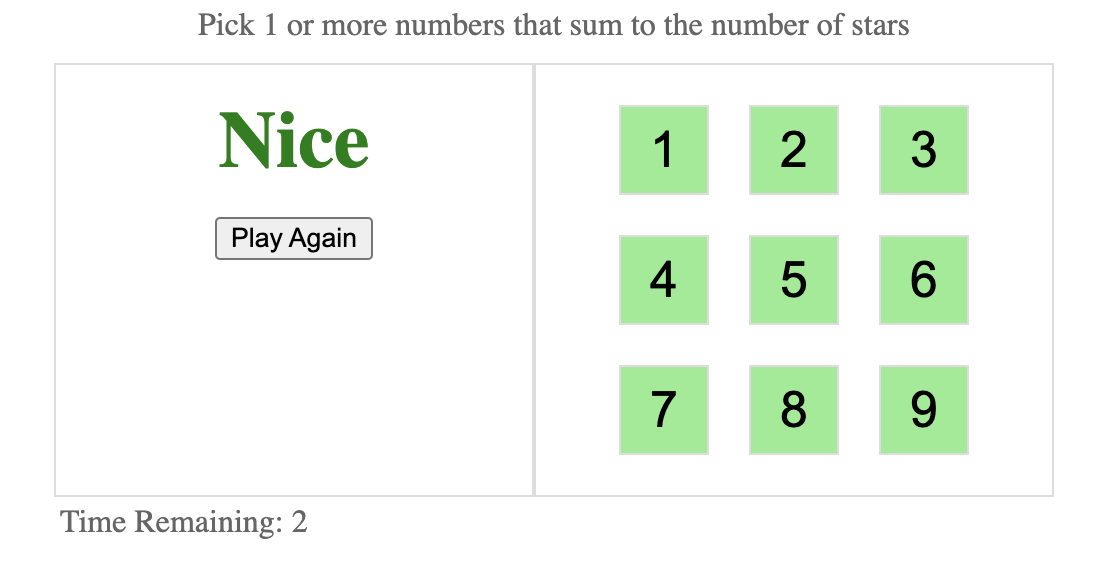 Pick 1 or more numbers that sum to the number of stars
Nice
Play Again
1 2 3
4 5 6
7 8 9
Time Remaining: 2